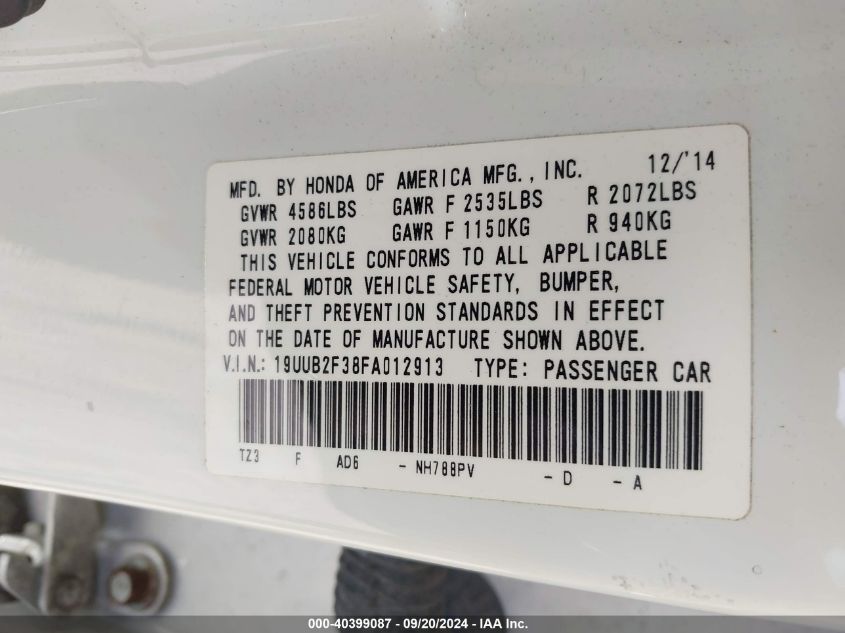 MFD. BY HONDA OF AMERICA MFG., INC. 12/'14
GVWR 4586LBS GAWR F 2535LBS R 2072LBS
GVWR 2080KG GAWR F 1150KG R 940KG
THIS VEHICLE CONFORMS TO ALL APPLICABLE
FEDERAL MOTOR VEHICLE SAFETY, BUMPER,
AND THEFT PREVENTION STANDARDS IN EFFECT
ON THE DATE OF MANUFACTURE SHOWN ABOVE.
V.I.N.: 19UUB2F38FA012913 TYPE: PASSENGER CAR
TZ3 F AD6 - NH788PV - D - A
000-40399087 - 09/20/2024 - IAA Inc.